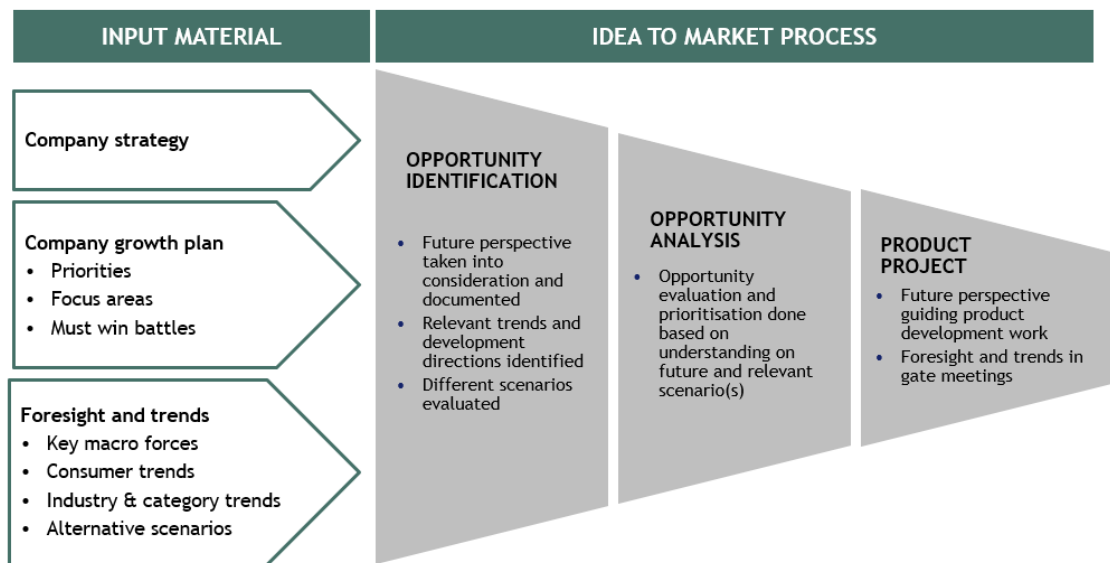 INPUT MATERIAL
IDEA TO MARKET PROCESS
Company strategy
Company growth plan
• Priorities
• Focus areas
• Must win battles
Foresight and trends
• Key macro forces
• Consumer trends
• Industry & category trends
• Alternative scenarios
OPPORTUNITY
IDENTIFICATION
• Future perspective
taken into
consideration and
documented
• Relevant trends and
development
directions identified
• Different scenarios
evaluated
OPPORTUNITY
ANALYSIS
• Opportunity
evaluation and
prioritisation done
based on
understanding on
future and relevant
scenario(s)
PRODUCT
PROJECT
• Future perspective
guiding product
development work
• Foresight and trends in
gate meetings